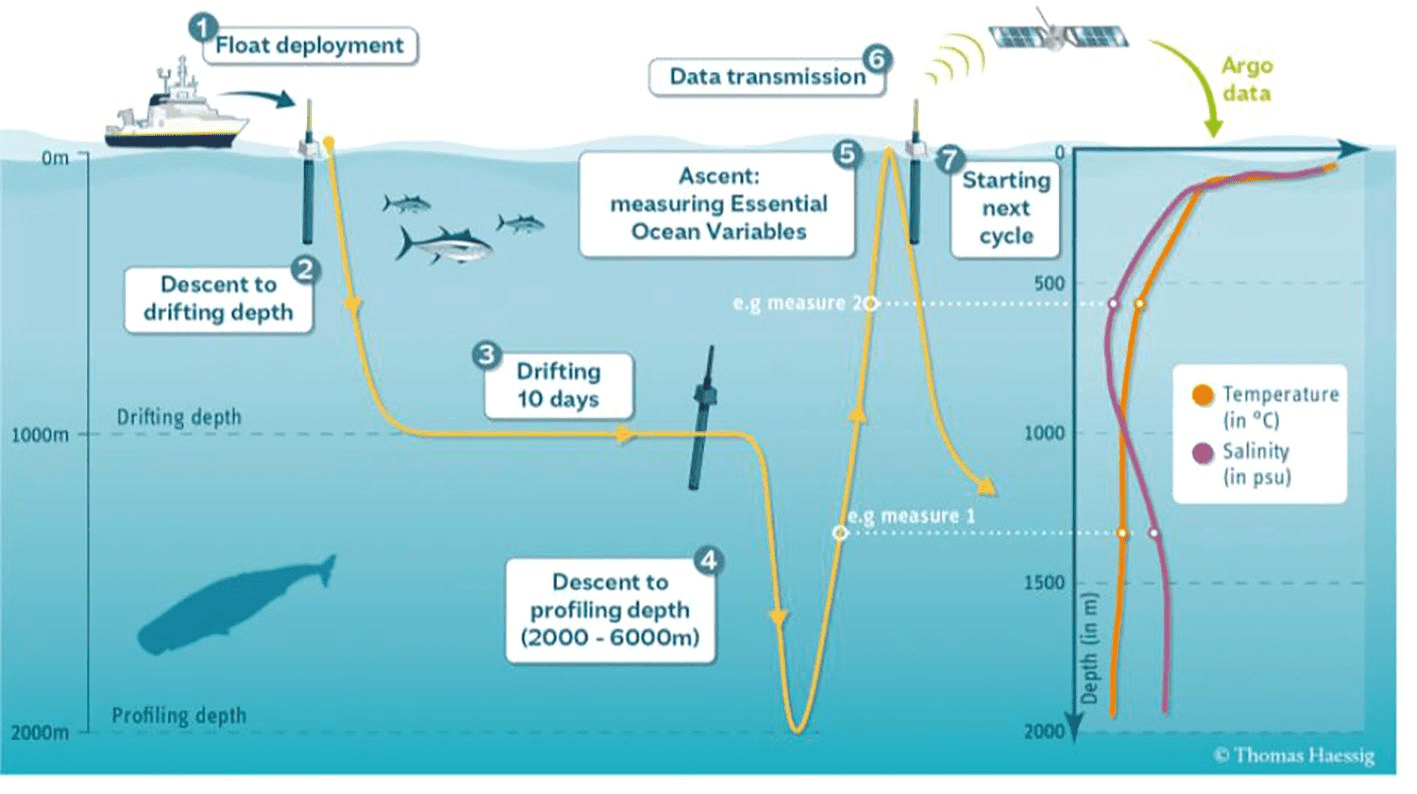 1
Float deployment
6
Data transmission
Argo
data
0m
2
Descent to
drifting depth
3
Drifting
10 days
Drifting depth
1000m
4
Descent to
profiling depth
(2000 - 6000m)
Profiling depth
2000m
5
Ascent:
measuring Essential
Ocean Variables
7
Starting
next
cycle
e.g measure 2
e.g measure 1
0
500
1000
1500
2000
Depth (in m)
Temperature
(in °C)
Salinity
(in psu)
© Thomas Haessig